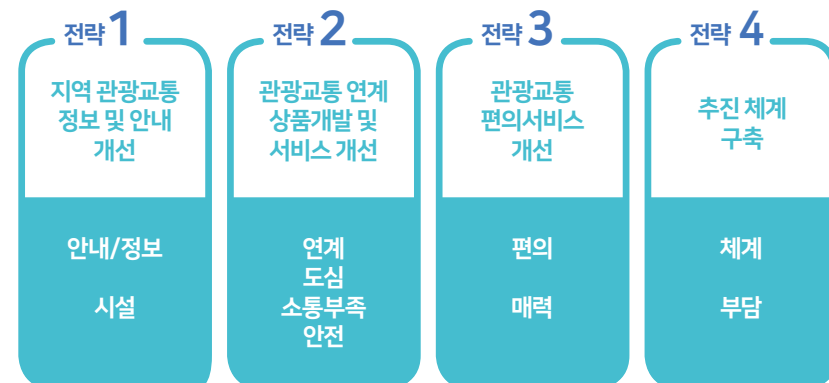 전략 1
지역 관광교통
정보 및 안내
개선
안내/정보
시설
전략 2
관광교통 연계
상품개발 및
서비스 개선
연계
도심
소통부족
안전
전략 3
관광교통
편의서비스
개선
편의
매력
전략 4
추진 체계
구축
체계
부담